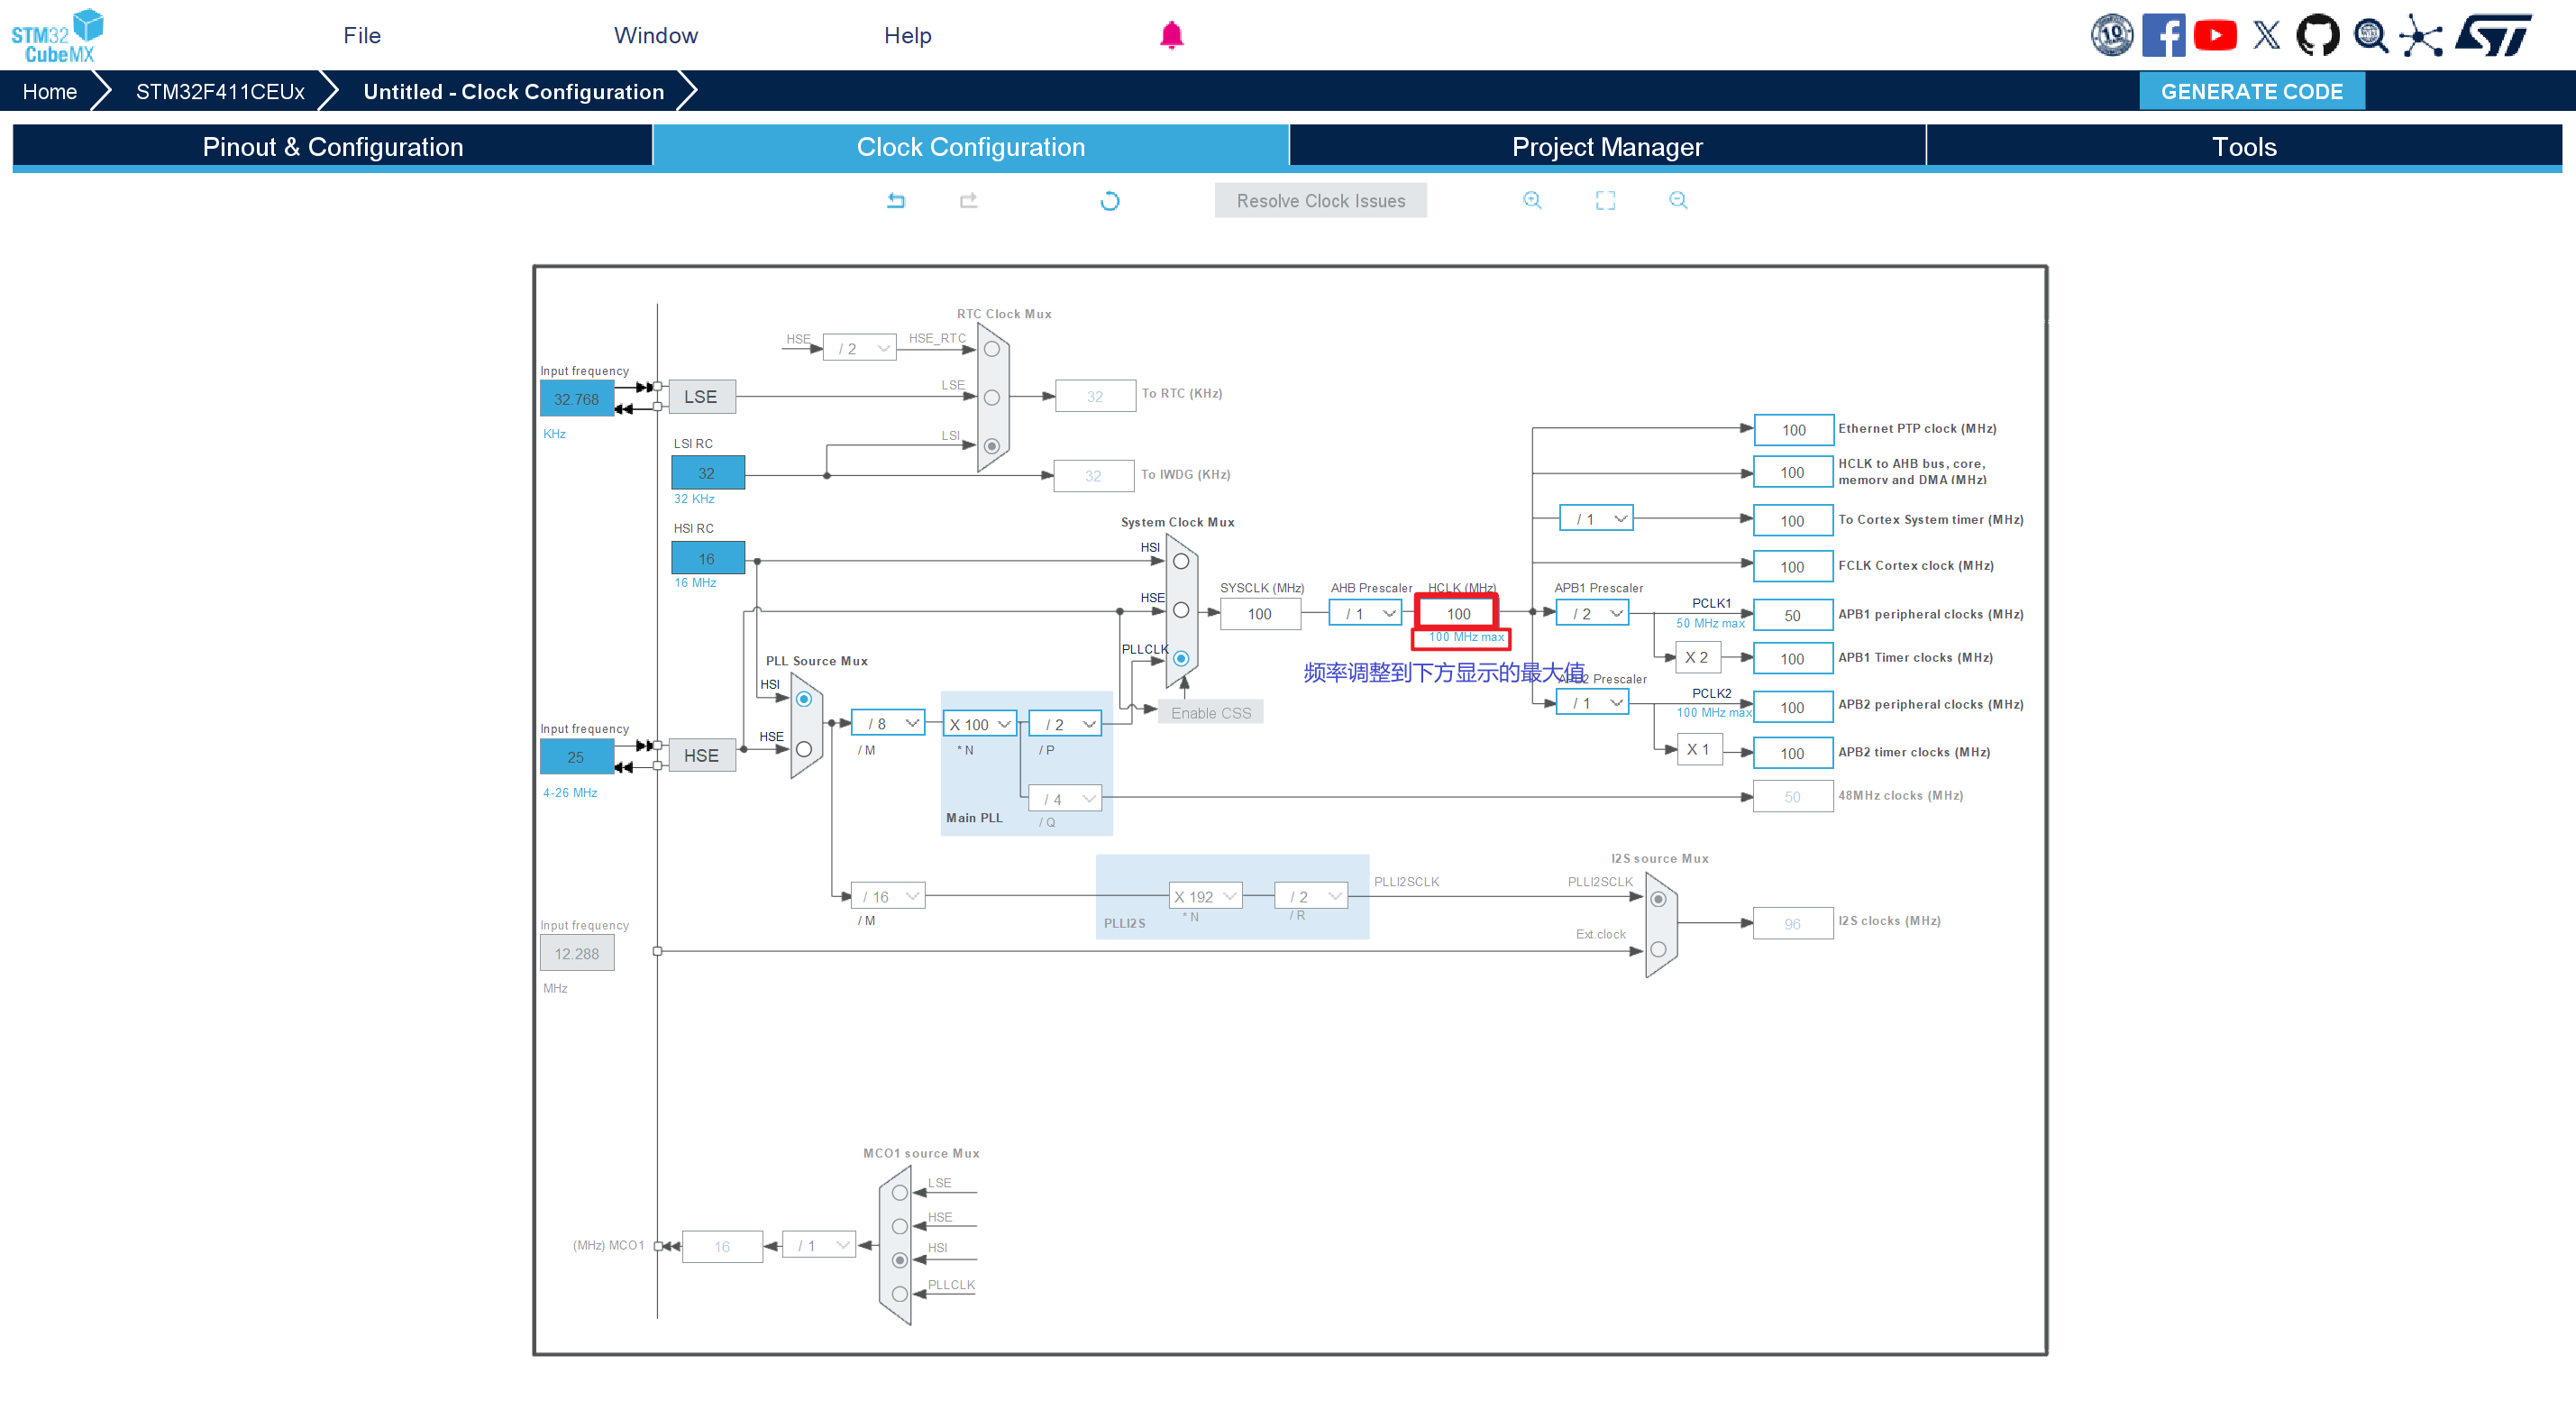 STM32
CubeMX
File
Window
Help
10
ST
Home
STM32F411CEUx
Untitled - Clock Configuration
GENERATE CODE
Pinout & Configuration
Clock Configuration
Project Manager
Tools
Resolve Clock Issues
RTC Clock Mux
HSE
/ 2
HSE_RTC
Input frequency
32.768
KHz
LSE
LSE
32
To RTC (KHz)
LSI RC
32
32 KHz
LSI
32
To IWDG (KHz)
HSI RC
16
16 MHz
System Clock Mux
HSI
HSE
PLLCLK
SYSCLK (MHz)
100
AHB Prescaler
/ 1
HCLK (MHz)
100
100 MHz max
频率调整到下方显示的最大值
Enable CSS
100
Ethernet PTP clock (MHz)
100
HCLK to AHB bus, core,
memory and DMA (MHz)
/ 1
100
To Cortex System timer (MHz)
100
FCLK Cortex clock (MHz)
APB1 Prescaler
/ 2
PCLK1
50 MHz max
50
APB1 peripheral clocks (MHz)
X 2
100
APB1 Timer clocks (MHz)
APB2 Prescaler
/ 1
PCLK2
100 MHz max
100
APB2 peripheral clocks (MHz)
X 1
100
APB2 timer clocks (MHz)
50
48MHz clocks (MHz)
PLL Source Mux
HSI
HSE
Input frequency
25
4-26 MHz
HSE
/ 8
/ M
X 100
* N
/ 2
/ P
/ 4
/ Q
Main PLL
/ 16
/ M
PLLI2S
X 192
* N
/ 2
/ R
PLLI2SCLK
I2S source Mux
PLLI2SCLK
Ext.clock
96
I2S clocks (MHz)
Input frequency
12.288
MHz
MCO1 source Mux
LSE
HSE
HSI
PLLCLK
(MHz) MCO1
16
/ 1